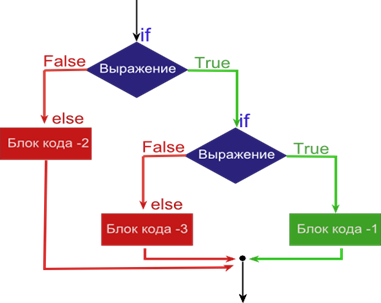 if
False
Выражение
True
if
else
False
True
Блок кода -2
Выражение
else
Блок кода -3
Блок кода -1